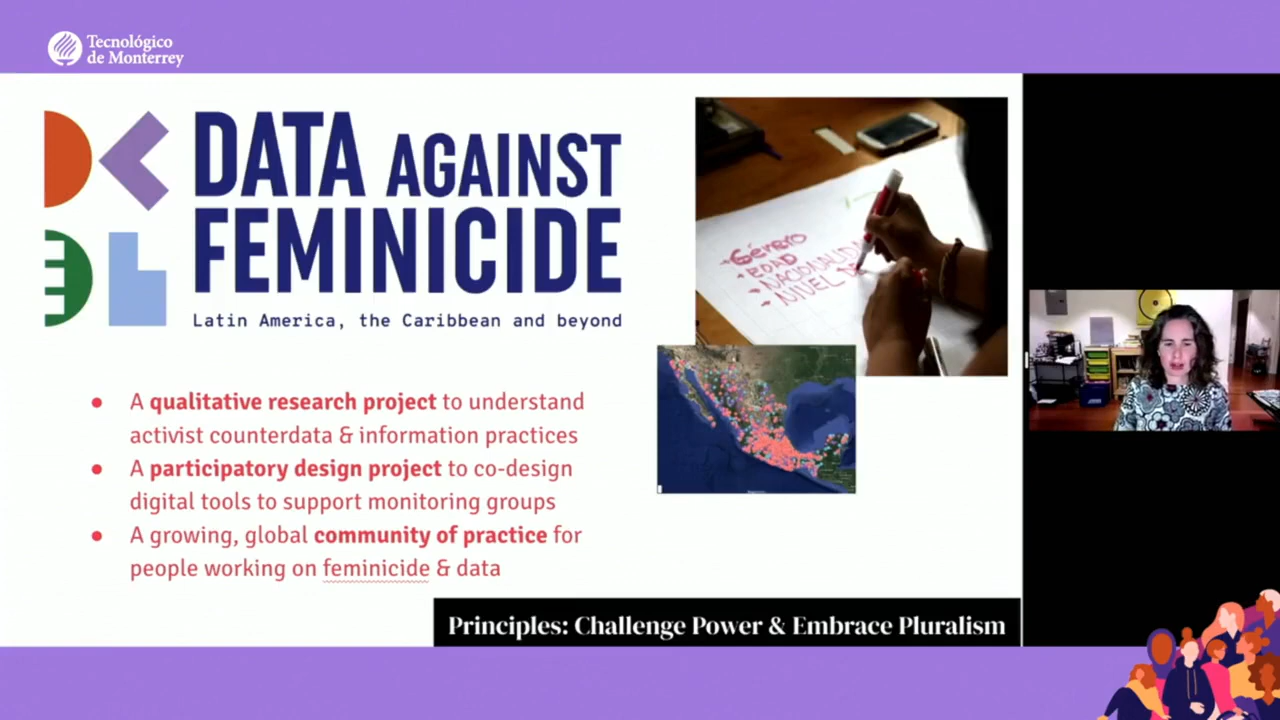 Tecnológico
de Monterrey
DATA AGAINST
FEMINICIDE
Latin America, the Caribbean and beyond
• A qualitative research project to understand
activist counterdata & information practices
• A participatory design project to co-design
digital tools to support monitoring groups
• A growing, global community of practice for
people working on feminicide & data
Género
EDAD
NACIONALIDA
NIVEL DE
Principles: Challenge Power & Embrace Pluralism